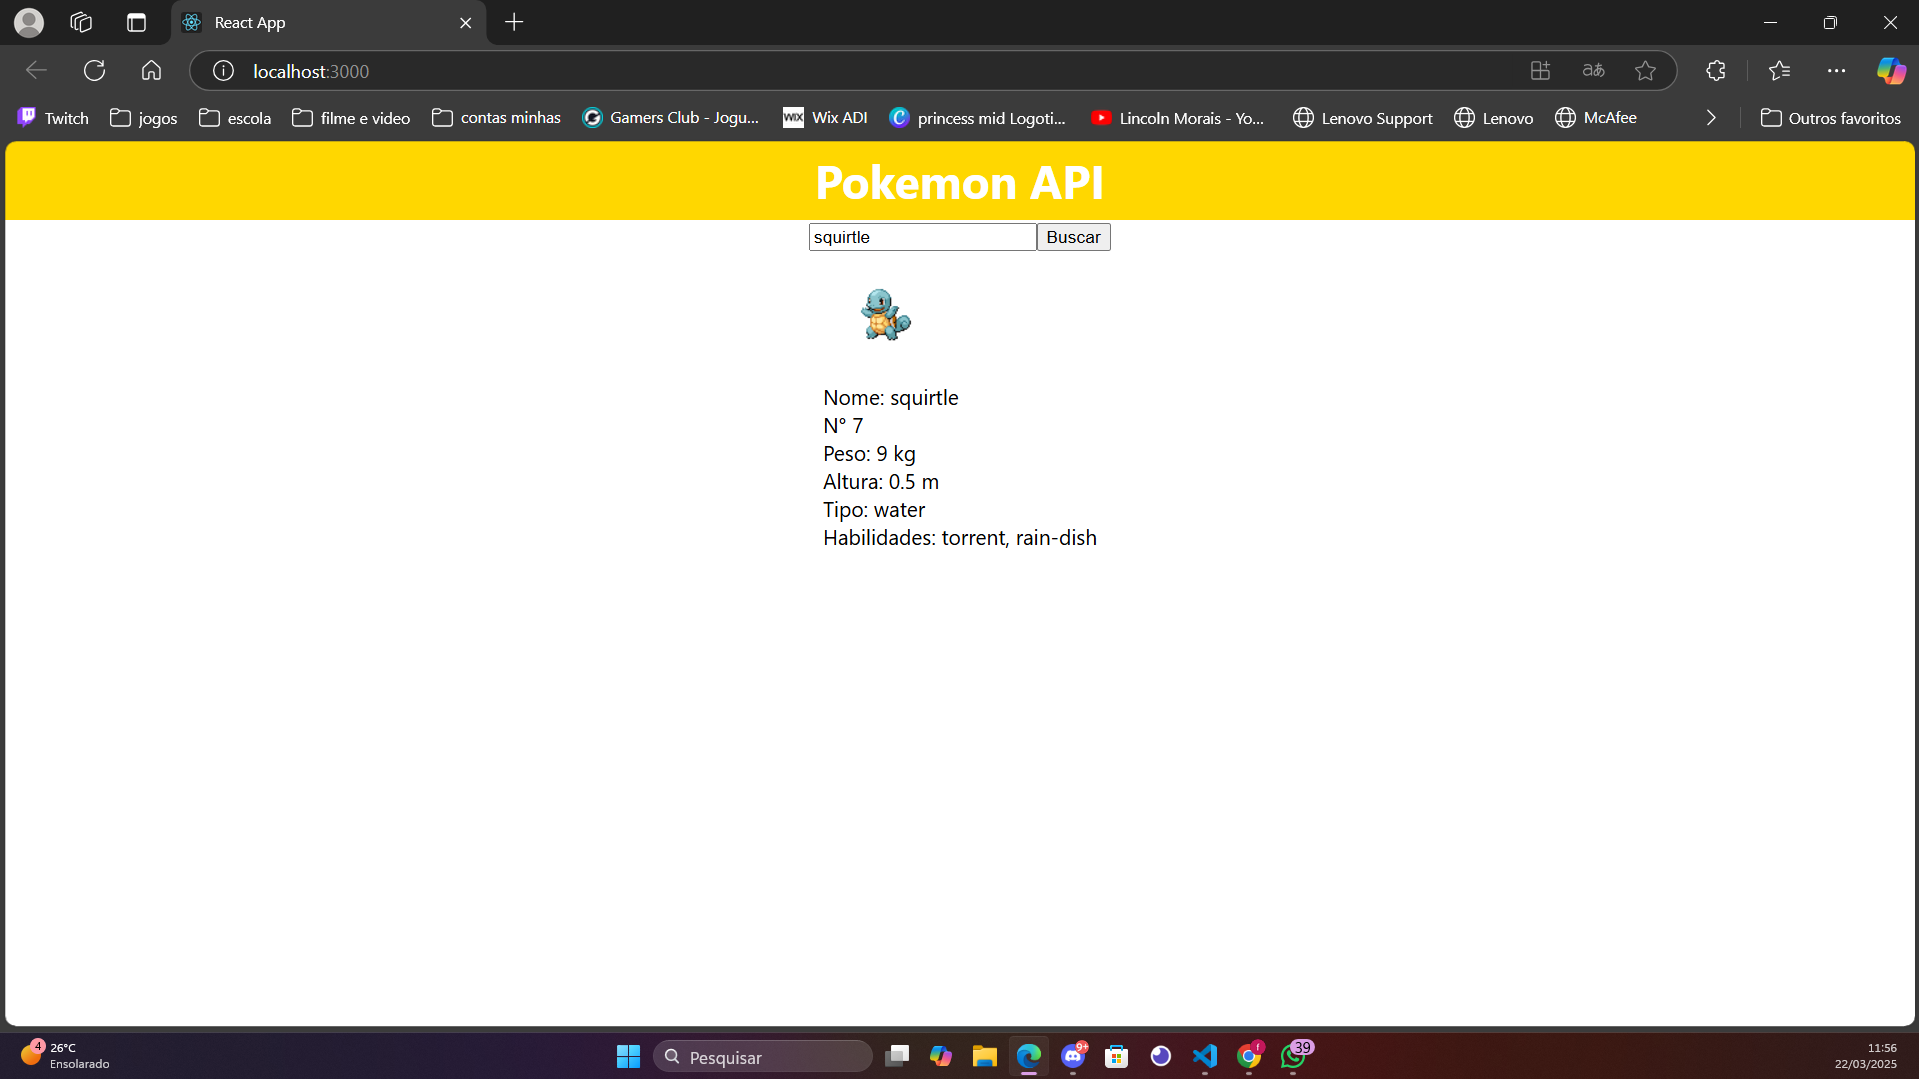 React App
localhost:3000
aあ
Twitch jogos escola filme e video contas minhas Gamers Club - Jogu... WIX Wix ADI princess mid Logoti... Lincoln Morais - Yo... Lenovo Support Lenovo McAfee Outros favoritos
Pokemon API
squirtle Buscar
Nome: squirtle
N° 7
Peso: 9 kg
Altura: 0.5 m
Tipo: water
Habilidades: torrent, rain-dish
4 26°C
Ensolarado
Pesquisar
9+
f
39
11:56
22/03/2025